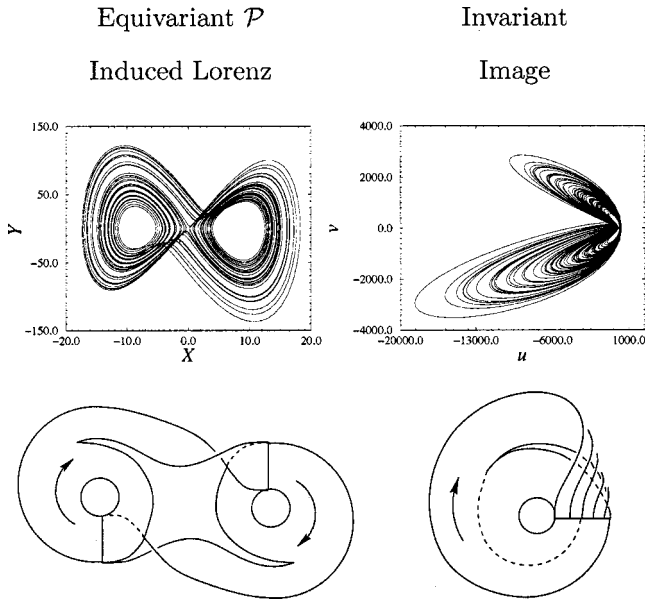 Equivariant 𝒫
Invariant
Induced Lorenz
Image
150.0
50.0
Y
−50.0
−150.0
−20.0
−10.0
0.0
10.0
20.0
X
4000.0
2000.0
v
0.0
−2000.0
−4000.0
−20000.0
−13000.0
−6000.0
1000.0
u